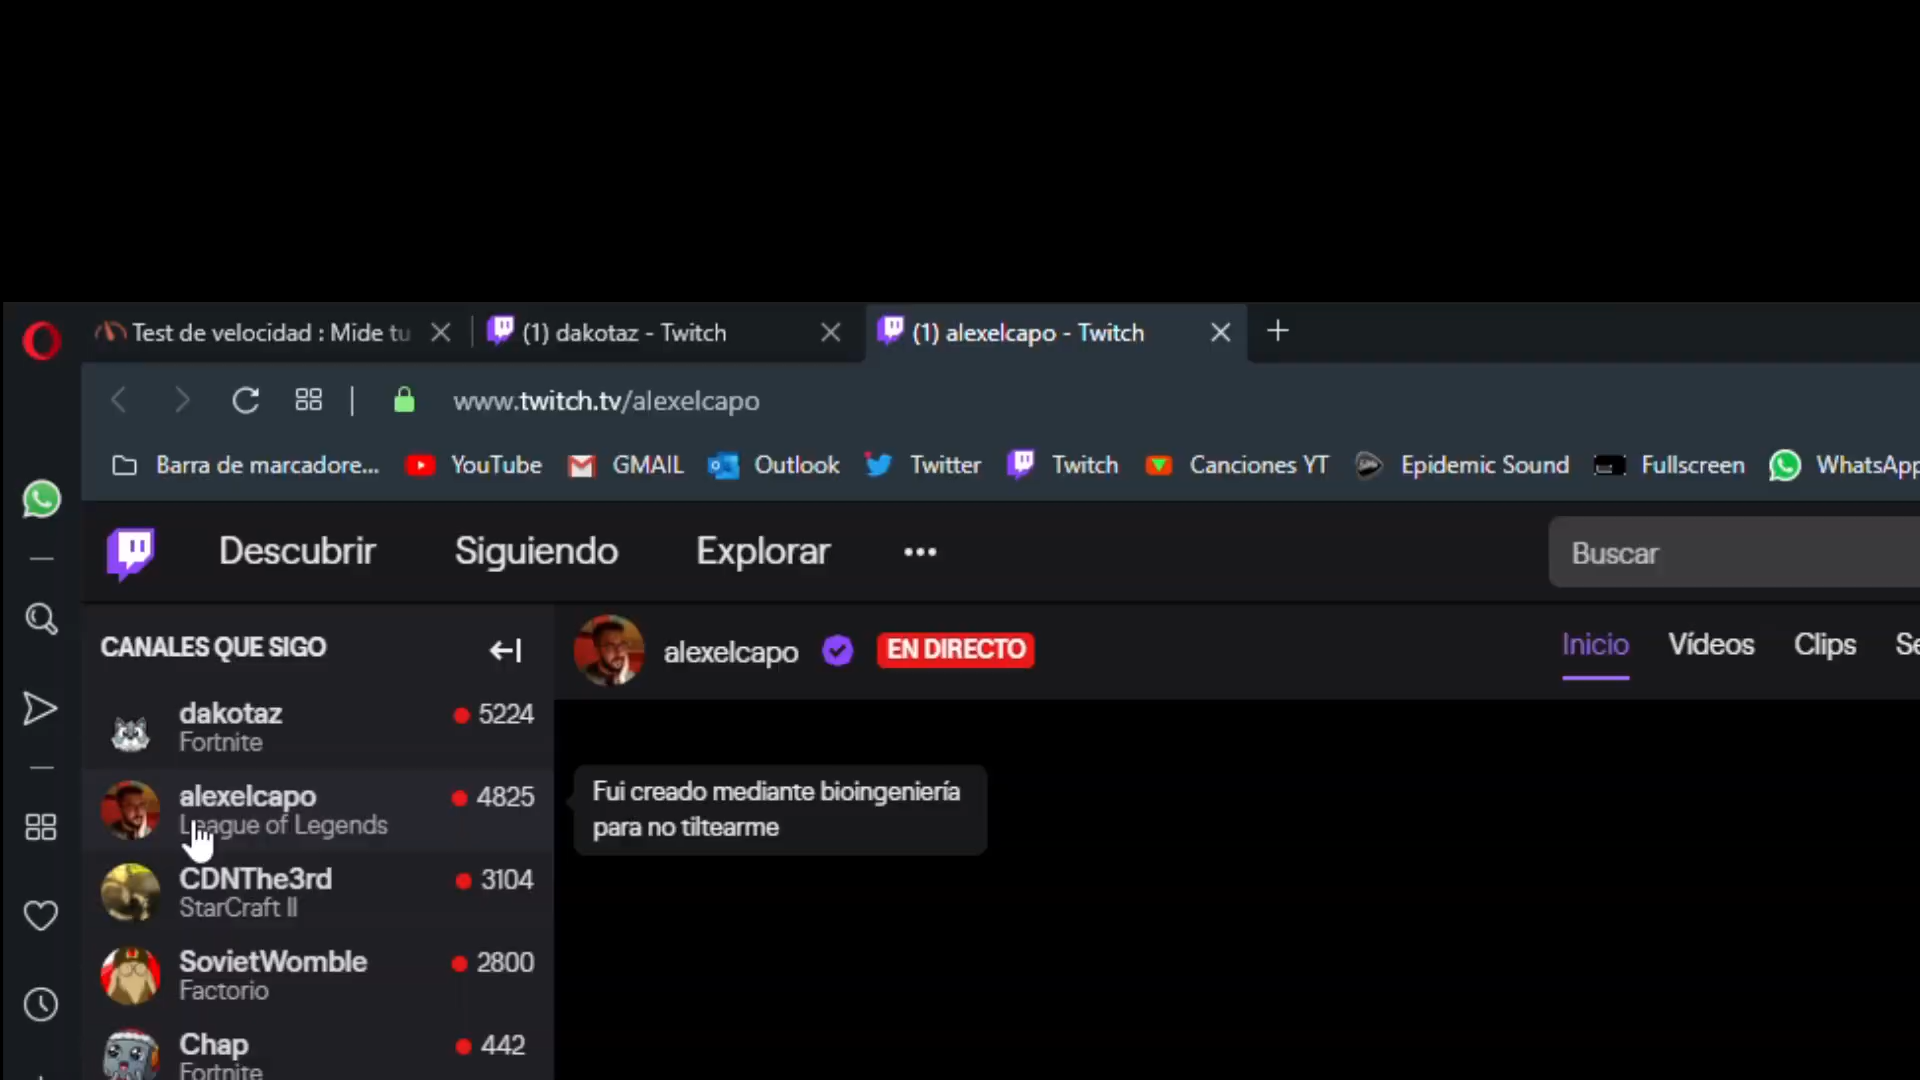 Test de velocidad : Mide tu
(1) dakotaz - Twitch
(1) alexelcapo - Twitch
www.twitch.tv/alexelcapo
Barra de marcadore...
YouTube
GMAIL
Outlook
Twitter
Twitch
Canciones YT
Epidemic Sound
Fullscreen
WhatsApp
Descubrir
Siguiendo
Explorar
Buscar
CANALES QUE SIGO
alexelcapo
EN DIRECTO
Inicio
Vídeos
Clips
Se
dakotaz
5224
Fortnite
alexelcapo
4825
League of Legends
Fui creado mediante bioingeniería
para no tiltearme
CDNThe3rd
3104
StarCraft II
SovietWomble
2800
Factorio
Chap
442
Fortnite